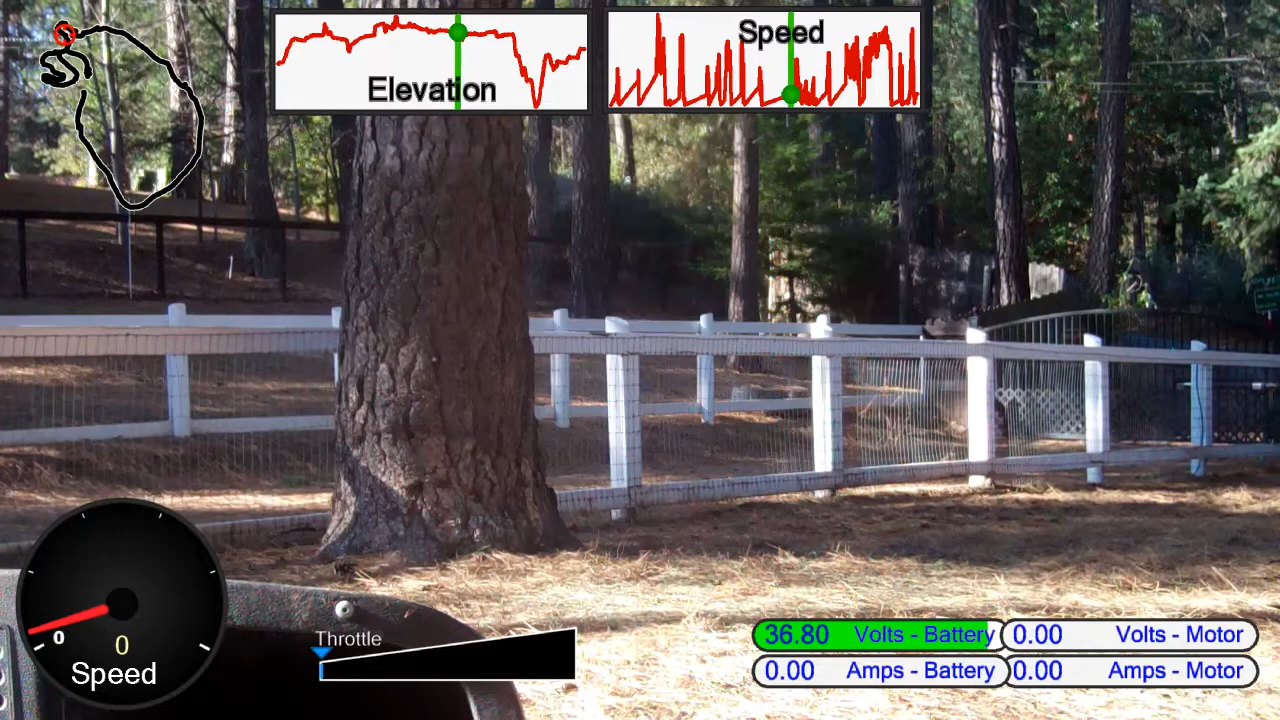 Elevation
Speed
0
0
Speed
Throttle
36.80 Volts - Battery
0.00 Volts - Motor
0.00 Amps - Battery
0.00 Amps - Motor